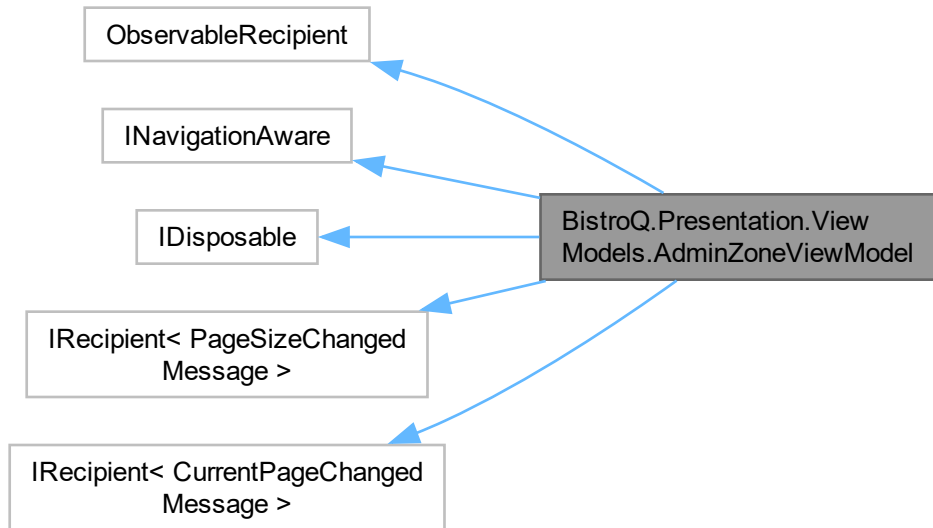 ObservableRecipient
INavigationAware
IDisposable
IRecipient< PageSizeChanged
Message >
IRecipient< CurrentPageChanged
Message >
BistroQ.Presentation.View
Models.AdminZoneViewModel